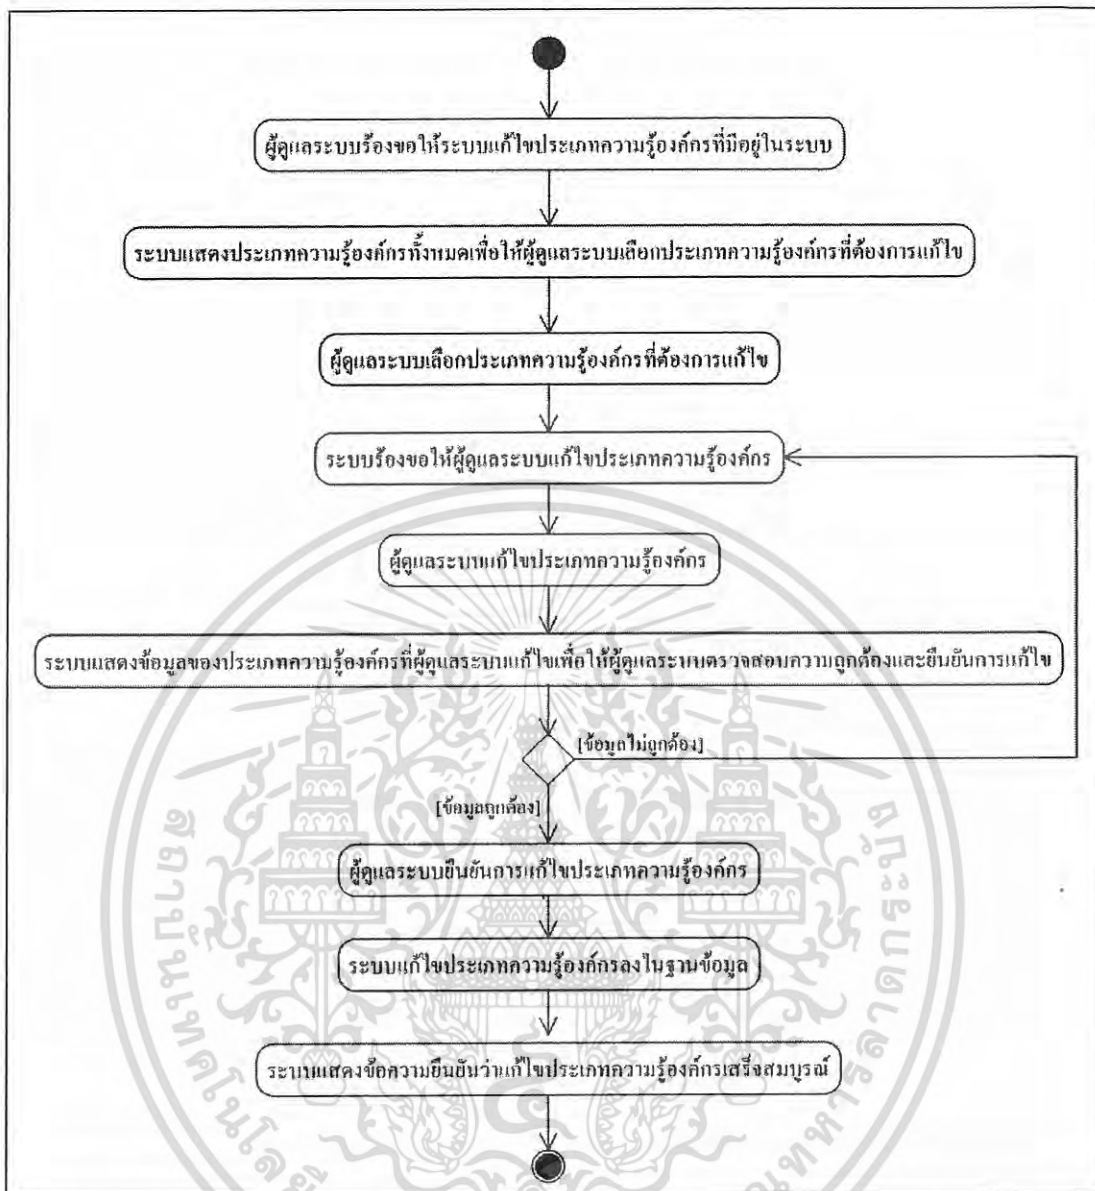 ผู้ดูแลระบบร้องขอให้ระบบแก้ไขประเภทความรู้องค์กรที่มีอยู่ในระบบ
ระบบแสดงประเภทความรู้องค์กรทั้งหมดเพื่อให้ผู้ดูแลระบบเลือกประเภทความรู้องค์กรที่ต้องการแก้ไข
ผู้ดูแลระบบเลือกประเภทความรู้องค์กรที่ต้องการแก้ไข
ระบบร้องขอให้ผู้ดูแลระบบแก้ไขประเภทความรู้องค์กร
ผู้ดูแลระบบแก้ไขประเภทความรู้องค์กร
ระบบแสดงข้อมูลของประเภทความรู้องค์กรที่ผู้ดูแลระบบแก้ไขเพื่อให้ผู้ดูแลระบบตรวจสอบความถูกต้องและยืนยันการแก้ไข
[ข้อมูลไม่ถูกต้อง]
[ข้อมูลถูกต้อง]
ผู้ดูแลระบบยืนยันการแก้ไขประเภทความรู้องค์กร
ระบบแก้ไขประเภทความรู้องค์กรลงในฐานข้อมูล
ระบบแสดงข้อความยืนยันว่าแก้ไขประเภทความรู้องค์กรเสร็จสมบูรณ์